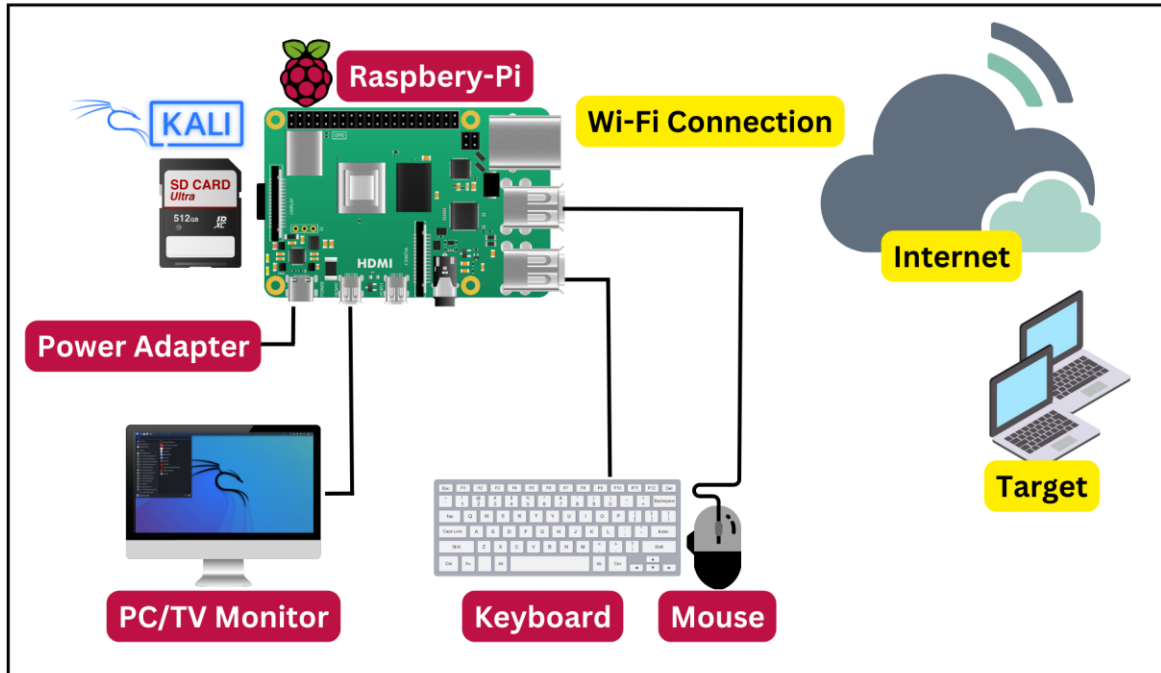 Raspbery-Pi
KALI
Wi-Fi Connection
SD CARD
Ultra
512GB
HDMI
Internet
Power Adapter
Target
PC/TV Monitor
Keyboard
Mouse